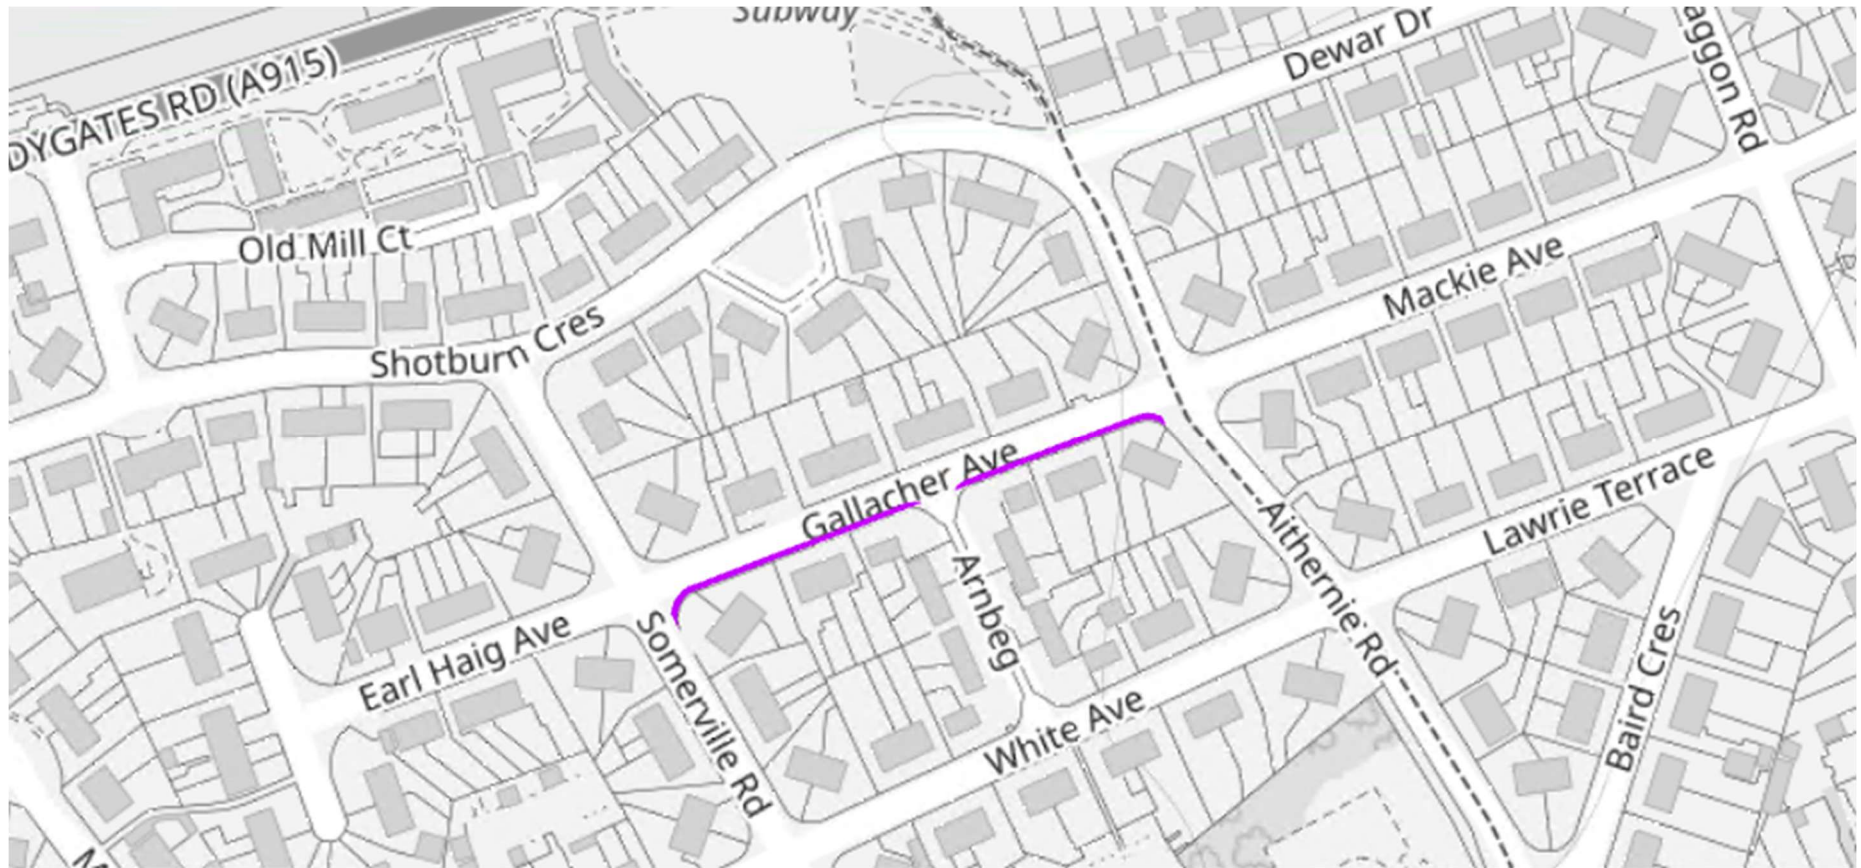 Subway
DYGATES RD (A915)
Dewar Dr
aggon Rd
Old Mill Ct
Mackie Ave
Shotburn Cres
Gallacher Ave
Lawrie Terrace
Aithernie Rd
Arnbeg
Earl Haig Ave
Somerville Rd
White Ave
Baird Cres
M